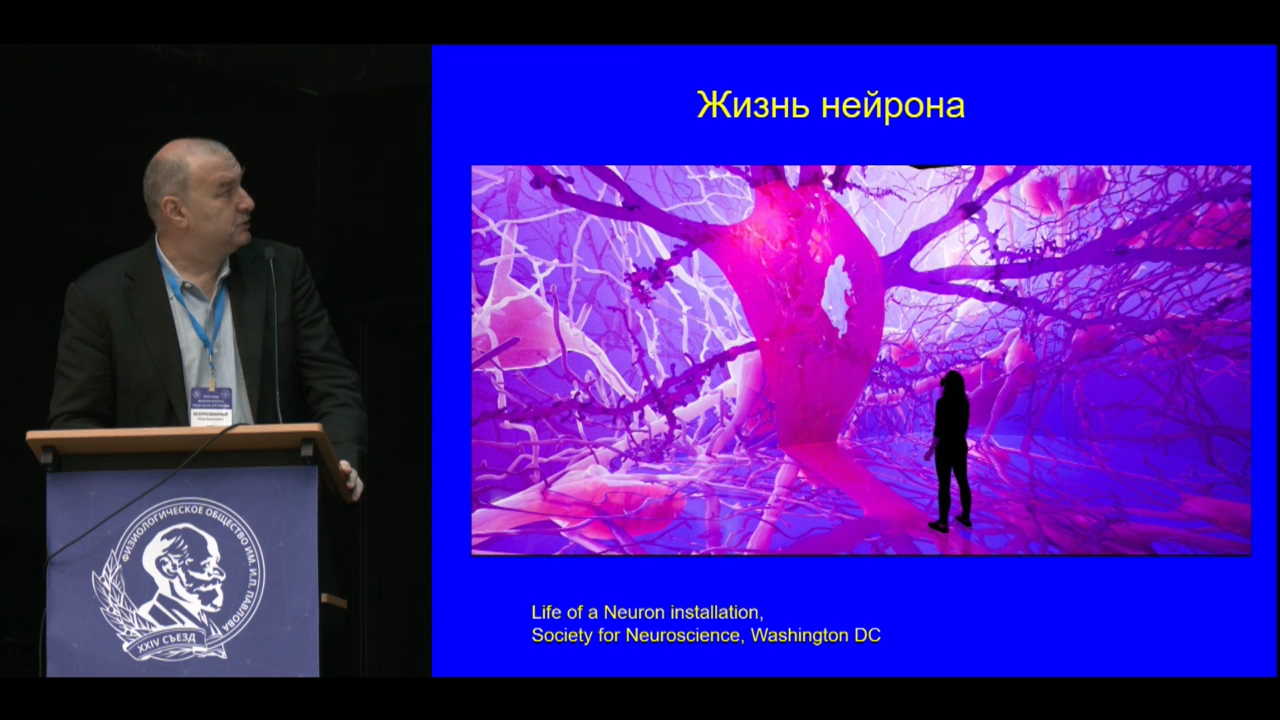 Жизнь нейрона
Life of a Neuron installation,
Society for Neuroscience, Washington DC
ФИЗИОЛОГИЧЕСКОЕ ОБЩЕСТВО ИМ. И.П. ПАВЛОВА
XXIV СЪЕЗД